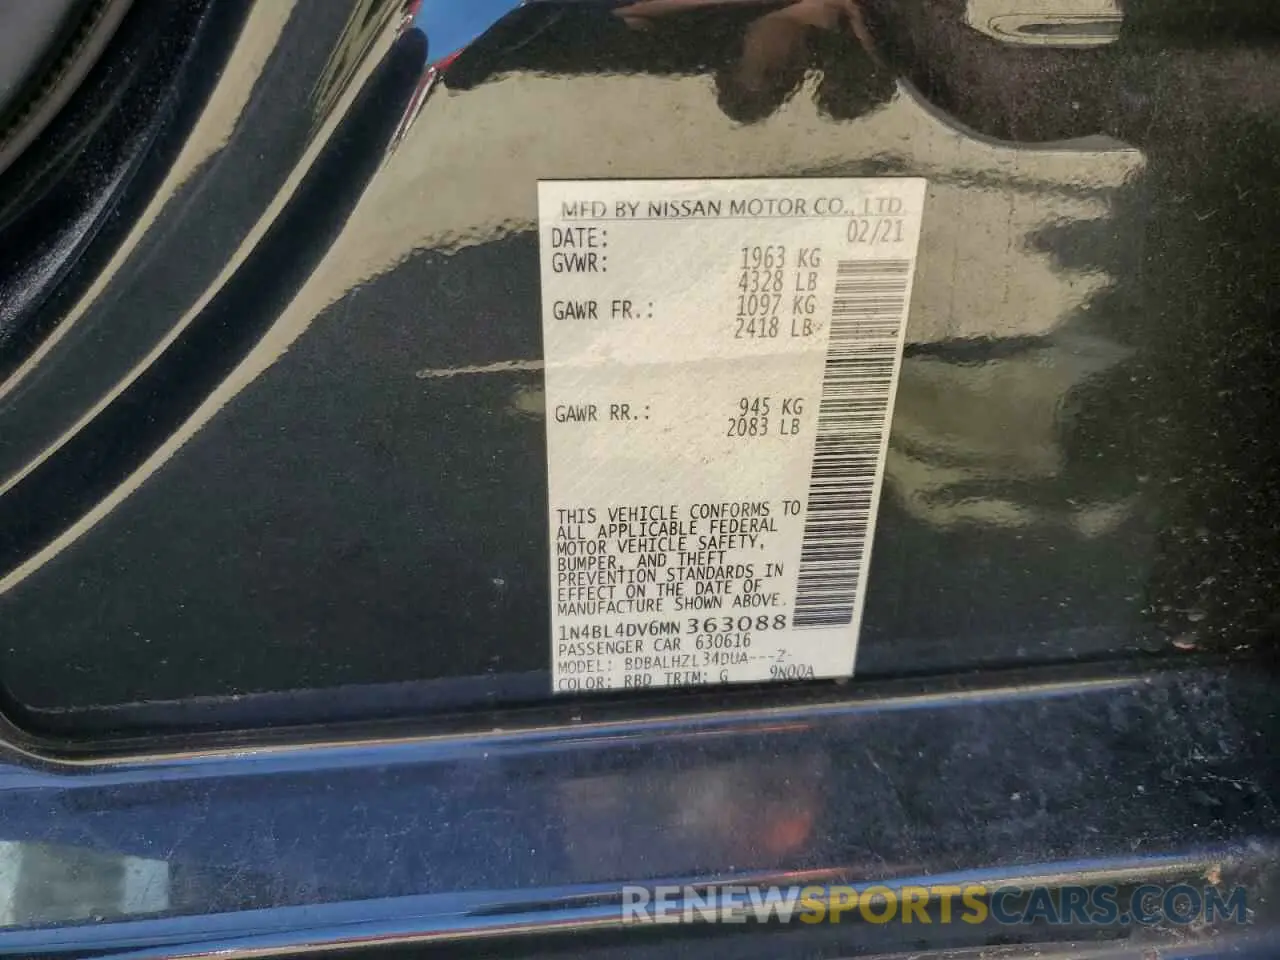 MFD BY NISSAN MOTOR CO., LTD.
DATE: 02/21
GVWR: 1963 KG
4328 LB
GAWR FR.: 1097 KG
2418 LB
GAWR RR.: 945 KG
2083 LB
THIS VEHICLE CONFORMS TO
ALL APPLICABLE FEDERAL
MOTOR VEHICLE SAFETY,
BUMPER, AND THEFT
PREVENTION STANDARDS IN
EFFECT ON THE DATE OF
MANUFACTURE SHOWN ABOVE.
1N4BL4DV6MN363088
PASSENGER CAR 630616
MODEL: BDBALHZL34DUA---Z-
COLOR: RBD TRIM: G 9N00A
RENEWSPORTSCARS.COM